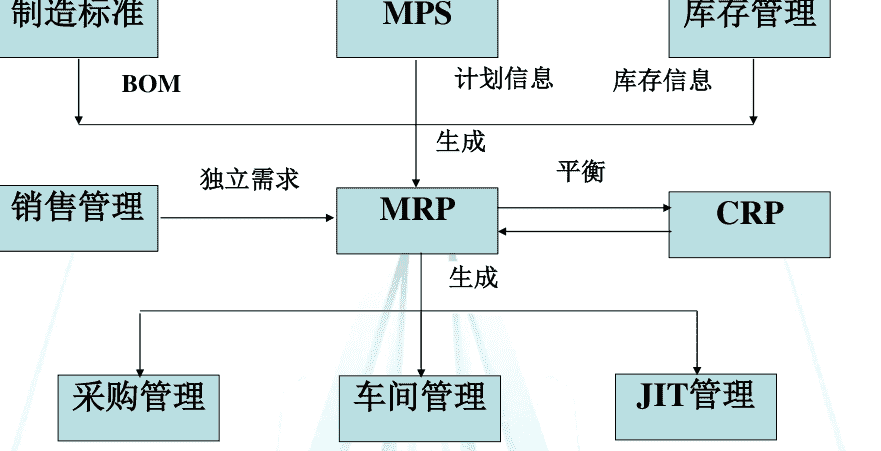 制造标准
MPS
库存管理
BOM
计划信息
库存信息
生成
独立需求
平衡
销售管理
MRP
CRP
生成
采购管理
车间管理
JIT管理